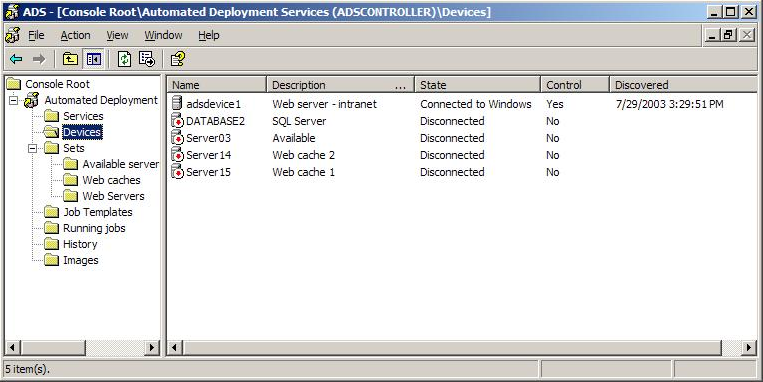 ADS - [Console Root\Automated Deployment Services (ADSCONTROLLER)\Devices]
File Action View Window Help
Console Root
Automated Deployment
Services
Devices
Sets
Available server
Web caches
Web Servers
Job Templates
Running jobs
History
Images
Name Description ... State Control Discovered
adsdevice1 Web server - intranet Connected to Windows Yes 7/29/2003 3:29:51 PM
DATABASE2 SQL Server Disconnected No
Server03 Available Disconnected No
Server14 Web cache 2 Disconnected No
Server15 Web cache 1 Disconnected No
5 item(s).